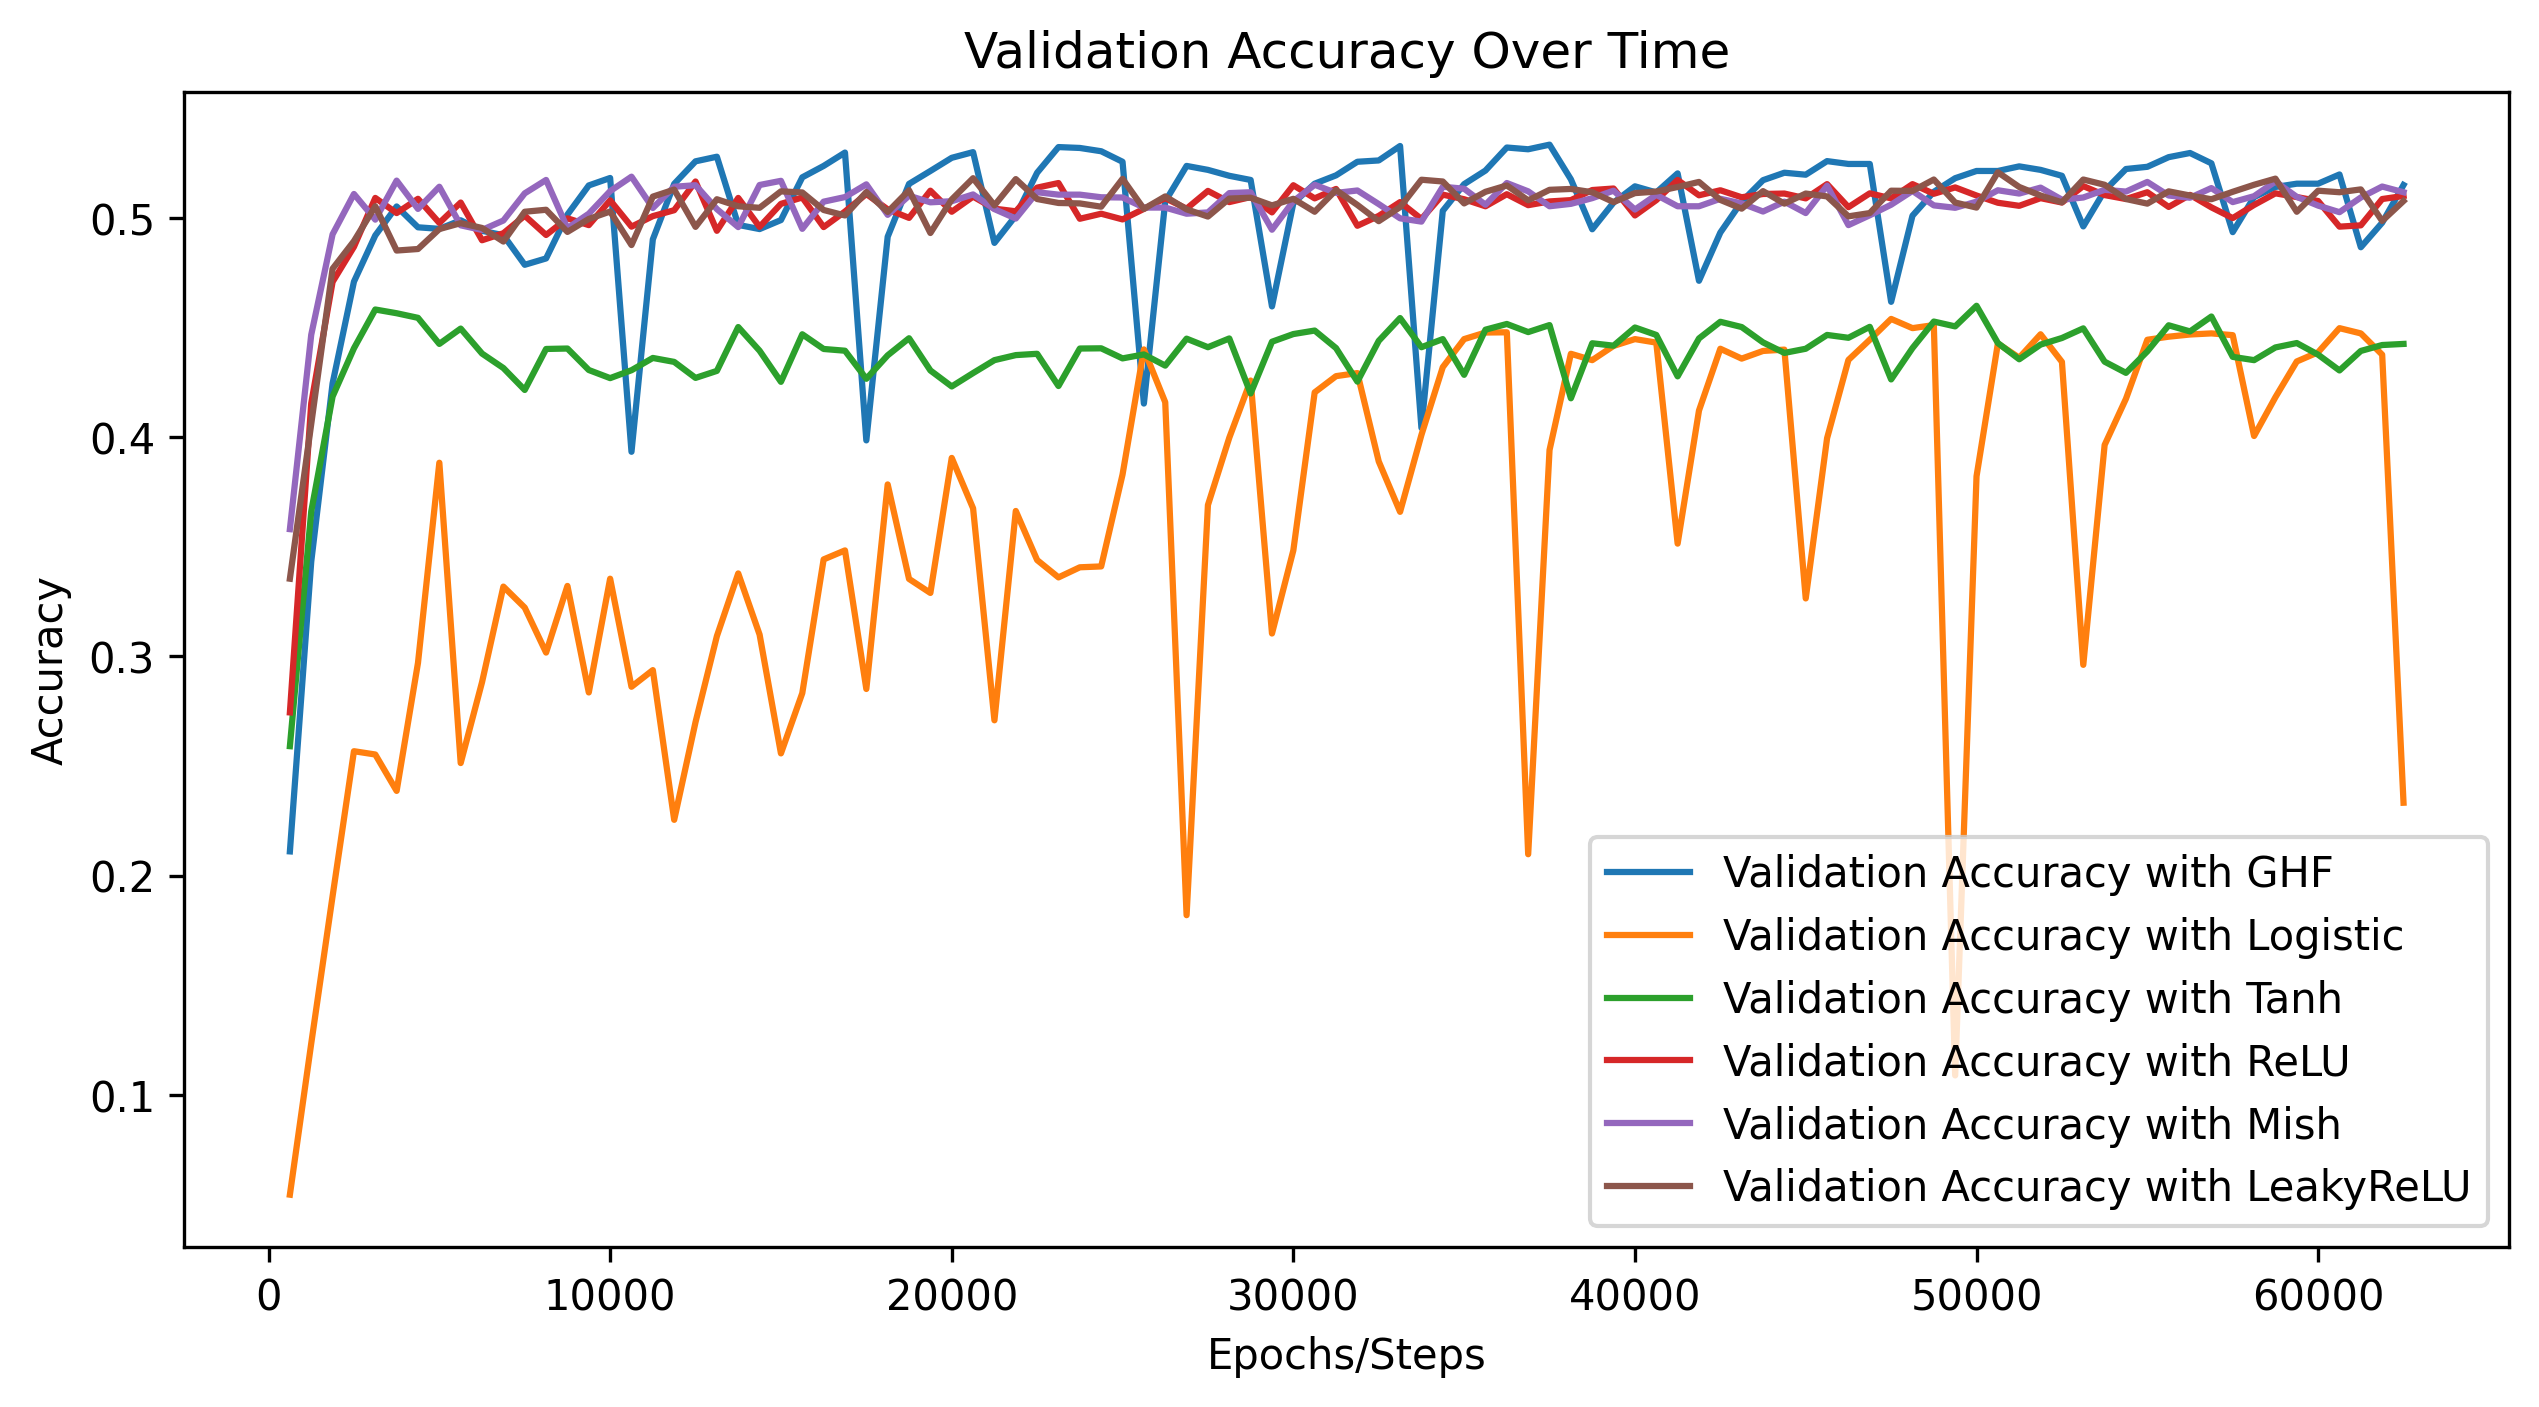 Validation Accuracy Over Time
Accuracy
0.5
0.4
0.3
0.2
0.1
Validation Accuracy with GHF
Validation Accuracy with Logistic
Validation Accuracy with Tanh
Validation Accuracy with ReLU
Validation Accuracy with Mish
Validation Accuracy with LeakyReLU
0 10000 20000 30000 40000 50000 60000
Epochs/Steps